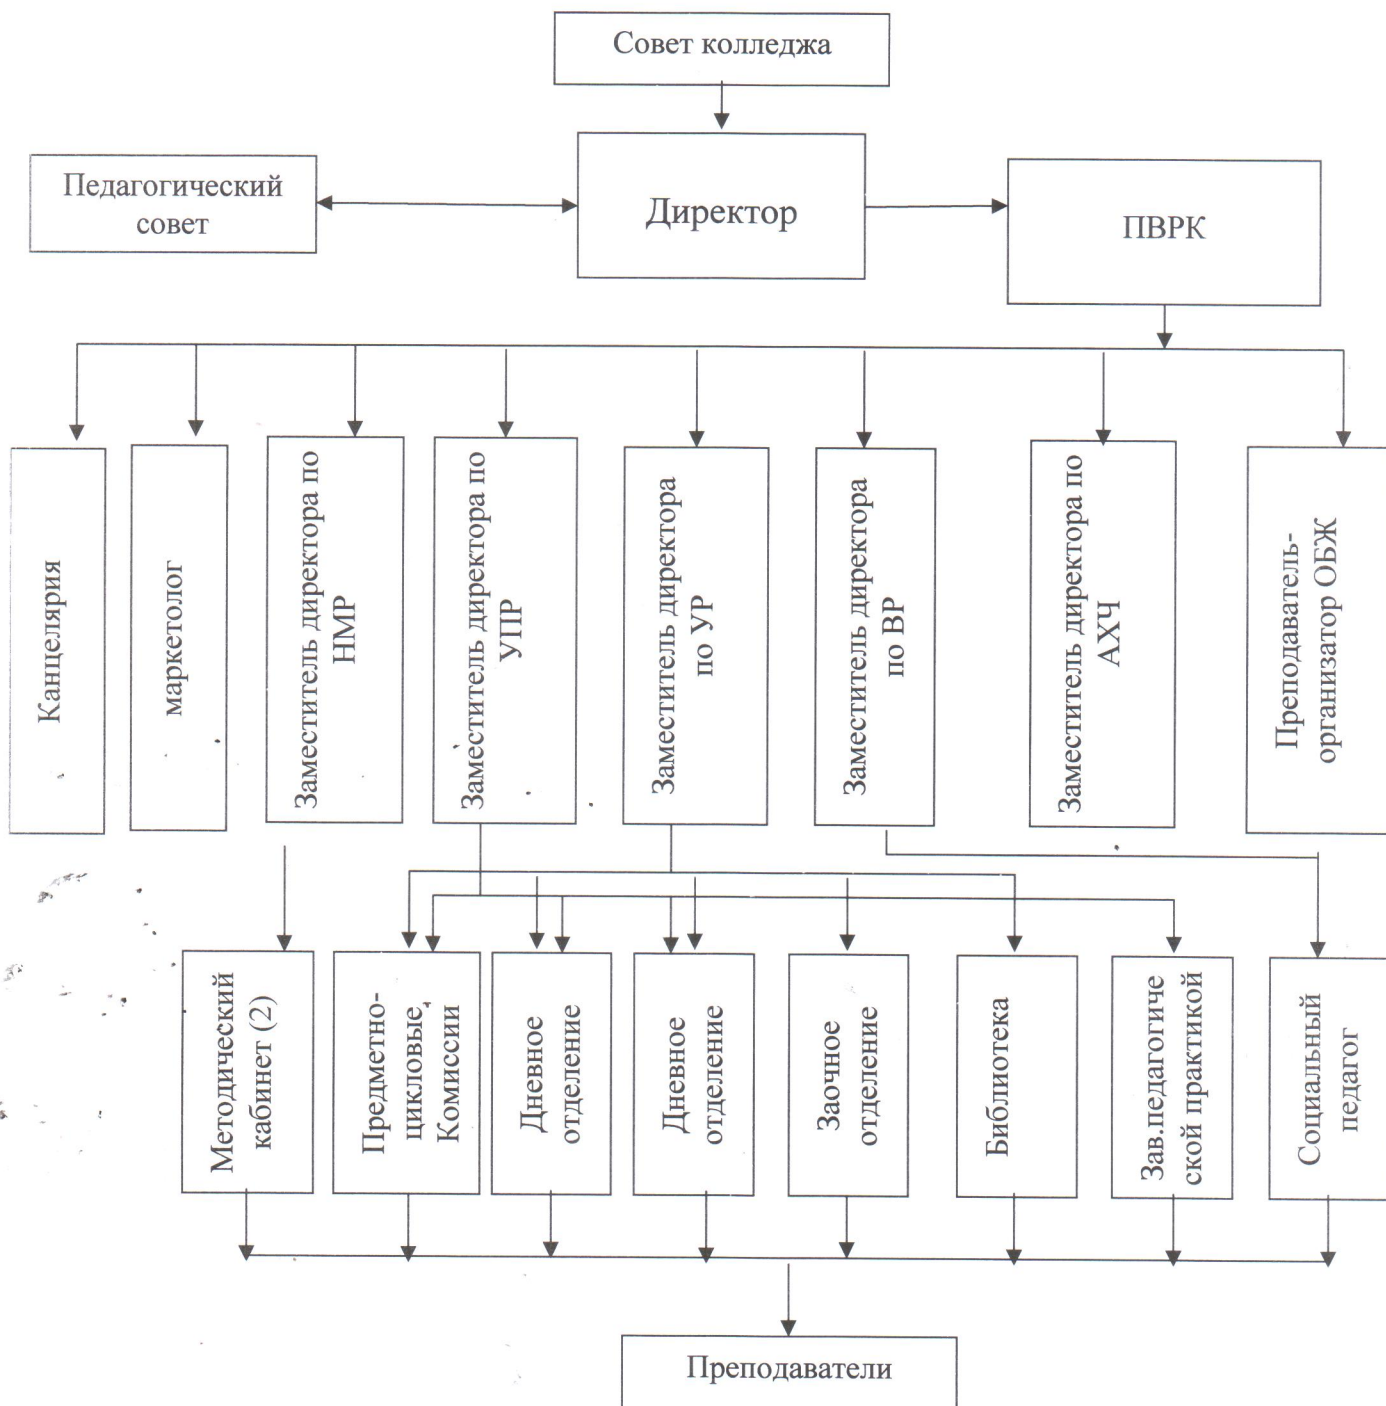 Совет колледжа
Педагогический
совет
Директор
ПВРК
Канцелярия
маркетолог
Заместитель директора по
НМР
Заместитель директора по
УПР
Заместитель директора
по УР
Заместитель директора
по ВР
Заместитель директора по
АХЧ
Преподаватель-
организатор ОБЖ
Методический
кабинет (2)
Предметно-
цикловые
Комиссии
Дневное
отделение
Дневное
отделение
Заочное
отделение
Библиотека
Зав.педагогиче
ской практикой
Социальный
педагог
Преподаватели